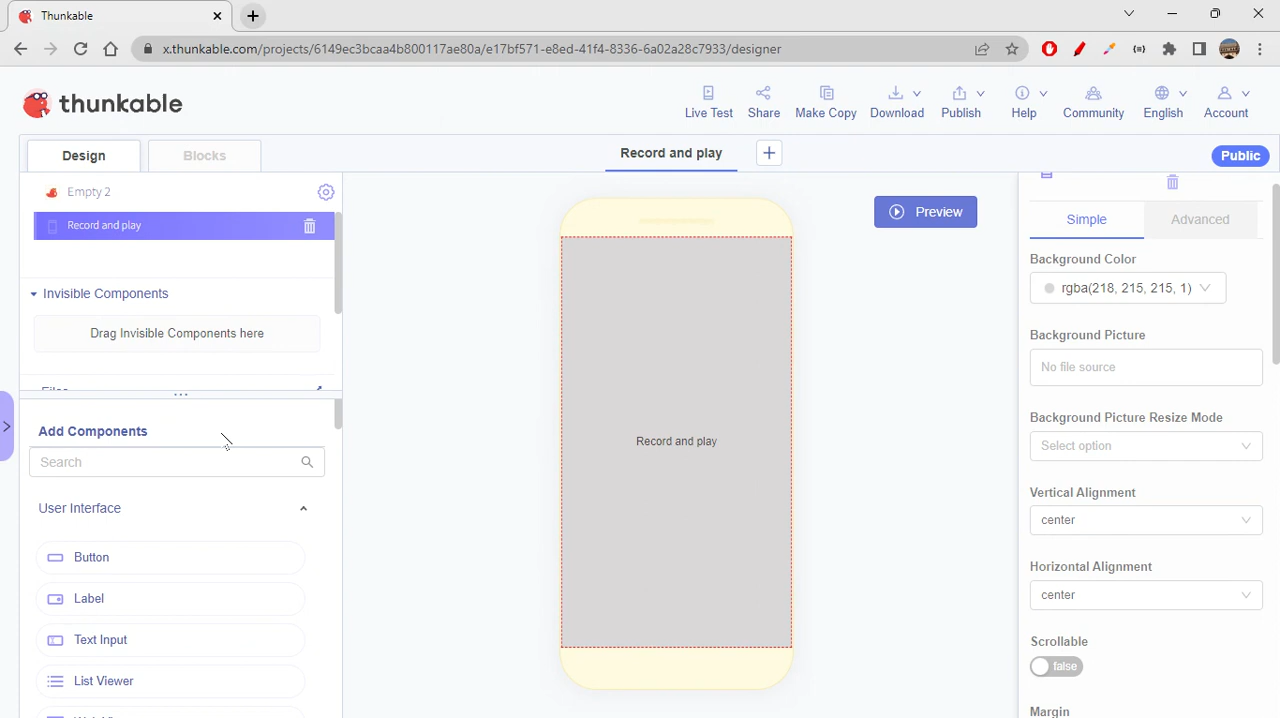 Thunkable
x.thunkable.com/projects/6149ec3bcaa4b800117ae80a/e17bf571-e8ed-41f4-8336-6a02a28c7933/designer
thunkable
Live Test
Share
Make Copy
Download
Publish
Help
Community
English
Account
Design
Blocks
Record and play
Public
Empty 2
Record and play
Invisible Components
Drag Invisible Components here
Files
Add Components
Search
User Interface
Button
Label
Text Input
List Viewer
Preview
Record and play
Simple
Advanced
Background Color
rgba(218, 215, 215, 1)
Background Picture
No file source
Background Picture Resize Mode
Select option
Vertical Alignment
center
Horizontal Alignment
center
Scrollable
false
Margin